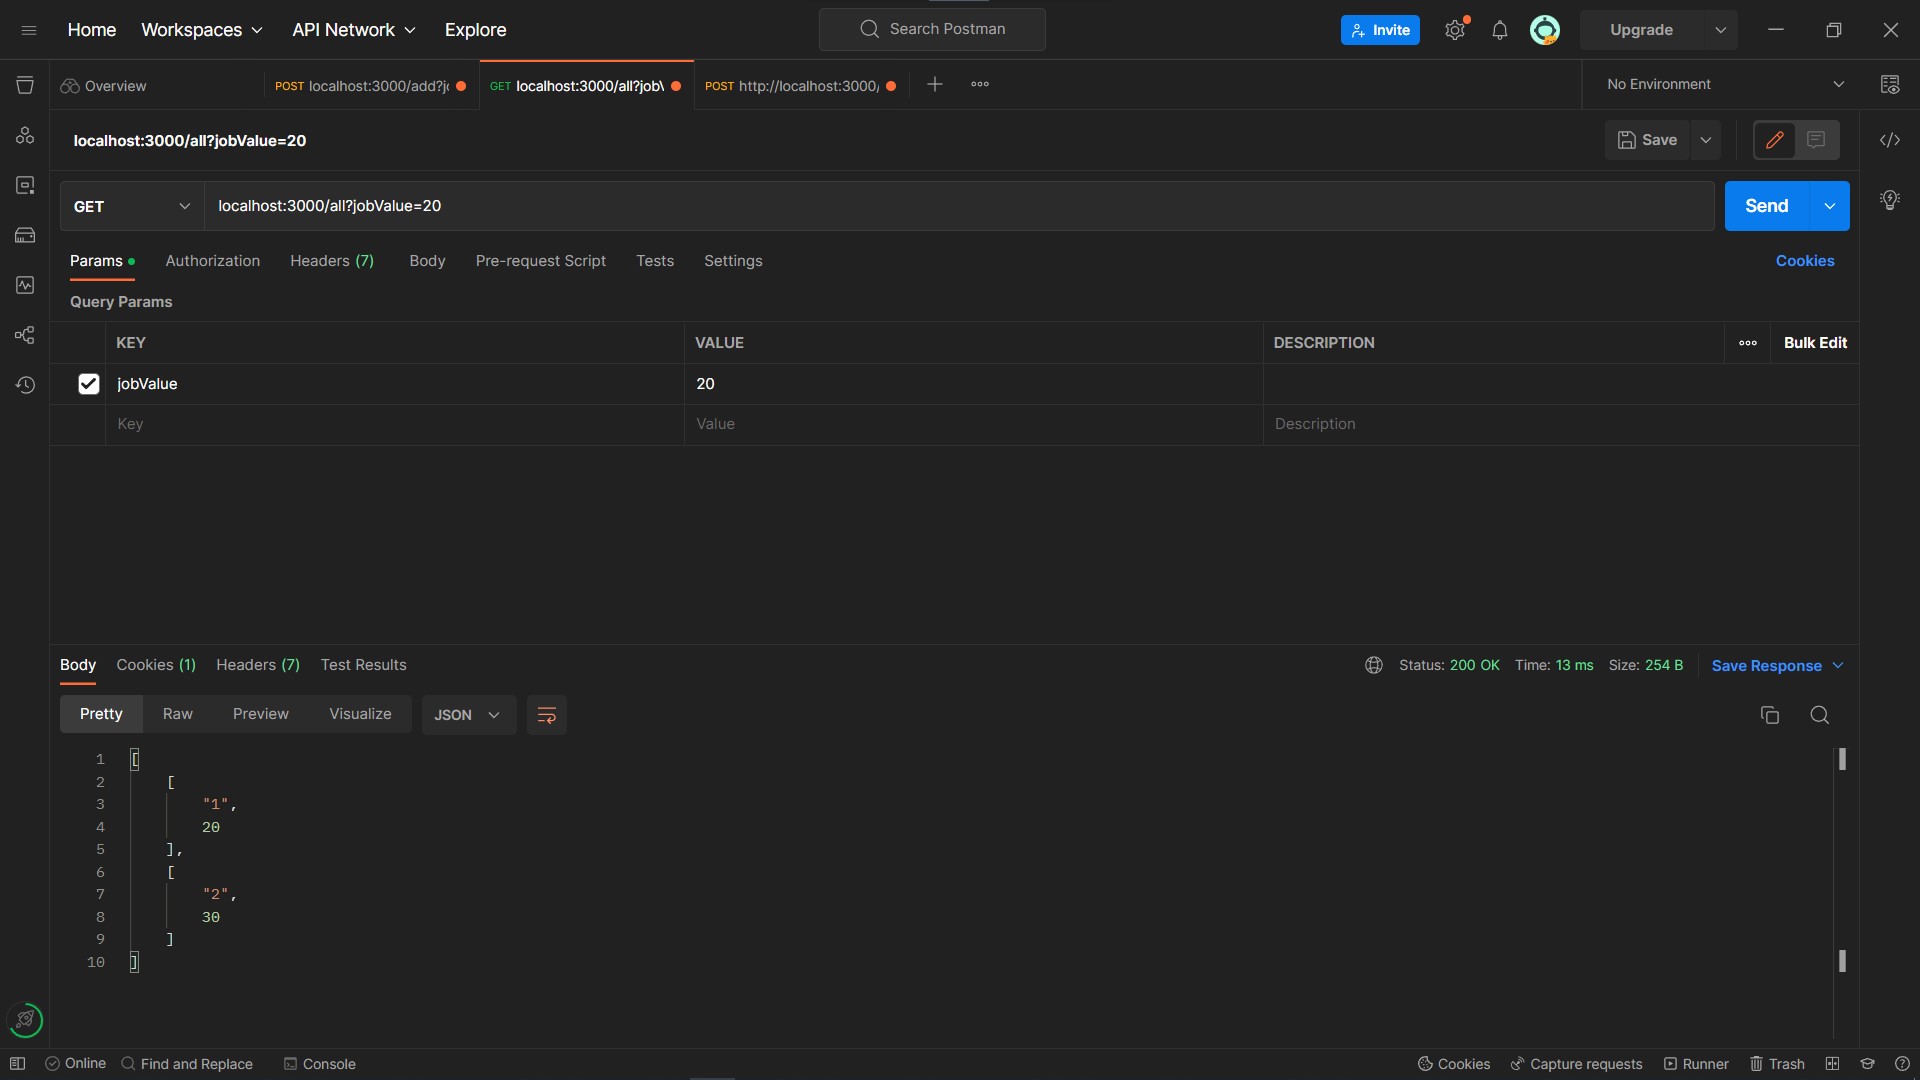 Home Workspaces API Network Explore Search Postman Invite Upgrade
Overview POST localhost:3000/add?j GET localhost:3000/all?job POST http://localhost:3000/ No Environment
localhost:3000/all?jobValue=20 Save
GET localhost:3000/all?jobValue=20 Send
Params Authorization Headers (7) Body Pre-request Script Tests Settings Cookies
Query Params
KEY VALUE DESCRIPTION Bulk Edit
jobValue 20
Key Value Description
Body Cookies (1) Headers (7) Test Results Status: 200 OK Time: 13 ms Size: 254 B Save Response
Pretty Raw Preview Visualize JSON
1 [
2 [
3 "1",
4 20
5 ],
6 [
7 "2",
8 30
9 ]
10 ]
Online Find and Replace Console Cookies Capture requests Runner Trash